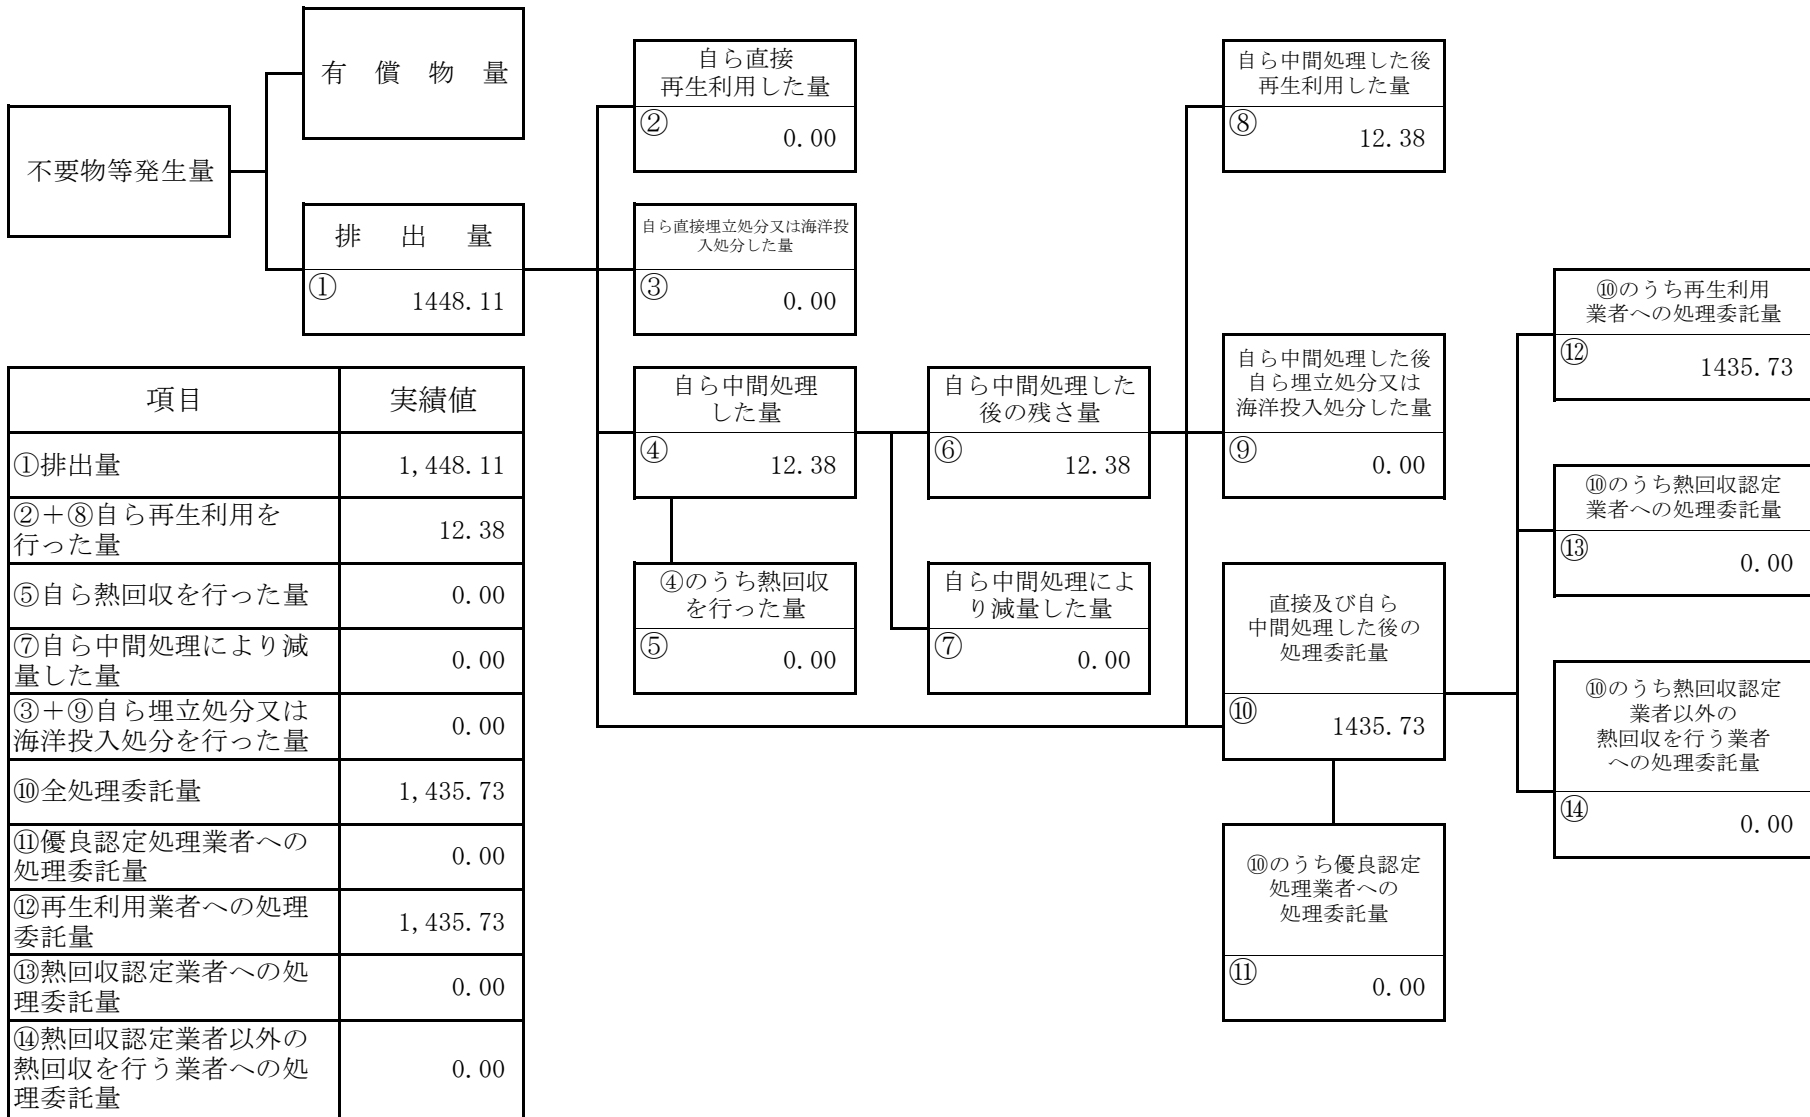 有償物量
不要物等発生量
排出量
①
1448.11
自ら直接
再生利用した量
②
0.00
自ら直接埋立処分又は海洋投
入処分した量
③
0.00
自ら中間処理
した量
④
12.38
④のうち熱回収
を行った量
⑤
0.00
自ら中間処理した
後の残さ量
⑥
12.38
自ら中間処理によ
り減量した量
⑦
0.00
自ら中間処理した後
再生利用した量
⑧
12.38
自ら中間処理した後
自ら埋立処分又は
海洋投入処分した量
⑨
0.00
直接及び自ら
中間処理した後の
処理委託量
⑩
1435.73
⑩のうち優良認定
処理業者への
処理委託量
⑪
0.00
⑩のうち再生利用
業者への処理委託量
⑫
1435.73
⑩のうち熱回収認定
業者への処理委託量
⑬
0.00
⑩のうち熱回収認定
業者以外の
熱回収を行う業者
への処理委託量
⑭
0.00
項目 実績値
①排出量 1,448.11
②+⑧自ら再生利用を
行った量 12.38
⑤自ら熱回収を行った量 0.00
⑦自ら中間処理により減
量した量 0.00
③+⑨自ら埋立処分又は
海洋投入処分を行った量 0.00
⑩全処理委託量 1,435.73
⑪優良認定処理業者への
処理委託量 0.00
⑫再生利用業者への処理
委託量 1,435.73
⑬熱回収認定業者への処
理委託量 0.00
⑭熱回収認定業者以外の
熱回収を行う業者への処
理委託量 0.00